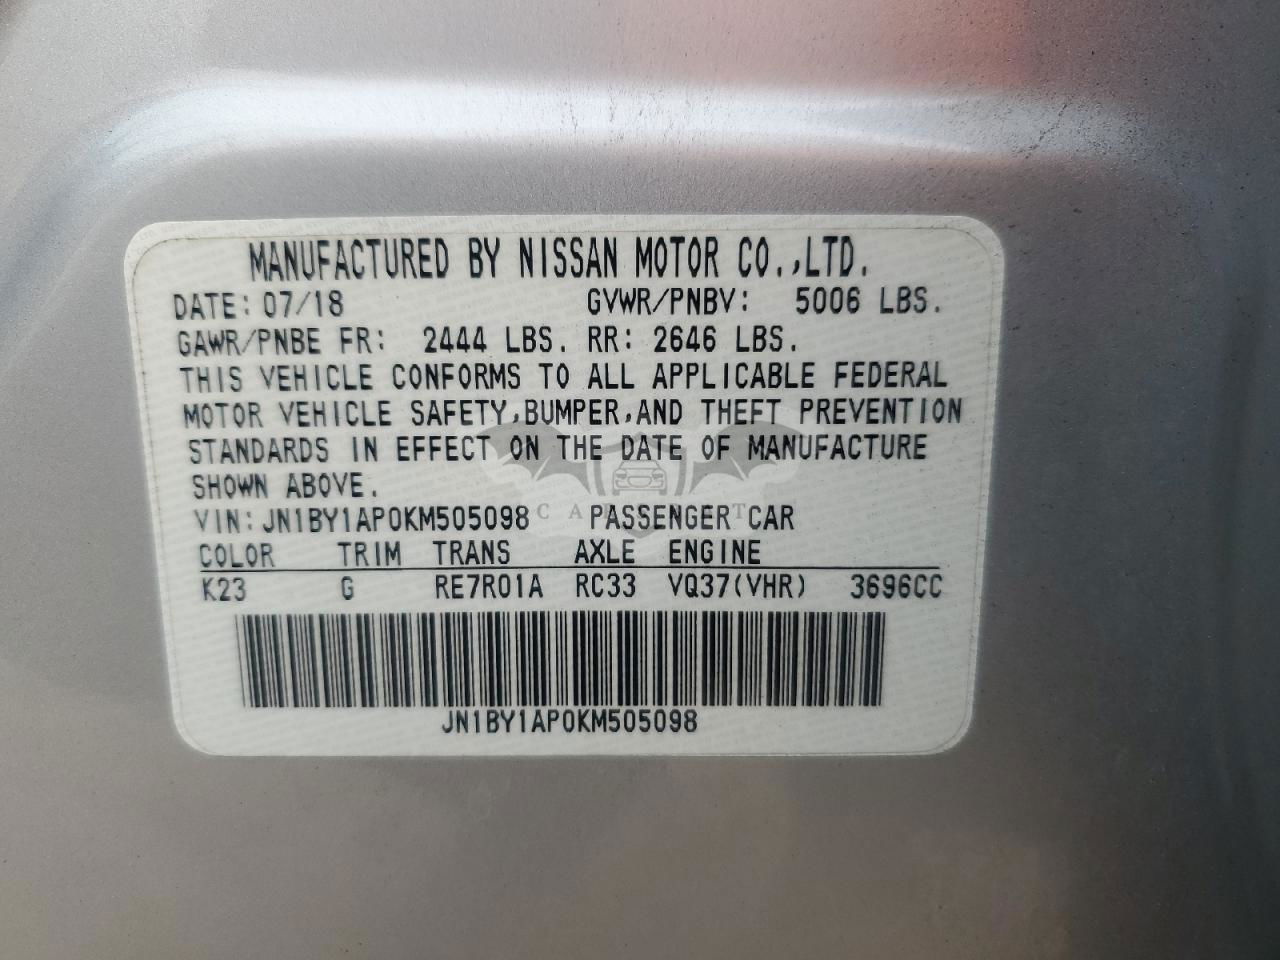 MANUFACTURED BY NISSAN MOTOR CO.,LTD.
DATE: 07/18 GVWR/PNBV: 5006 LBS.
GAWR/PNBE FR: 2444 LBS. RR: 2646 LBS.
THIS VEHICLE CONFORMS TO ALL APPLICABLE FEDERAL
MOTOR VEHICLE SAFETY,BUMPER,AND THEFT PREVENTION
STANDARDS IN EFFECT ON THE DATE OF MANUFACTURE
SHOWN ABOVE.
VIN: JN1BY1AP0KM505098 PASSENGER CAR
COLOR TRIM TRANS AXLE ENGINE
K23 G RE7R01A RC33 VQ37(VHR) 3696CC
JN1BY1AP0KM505098